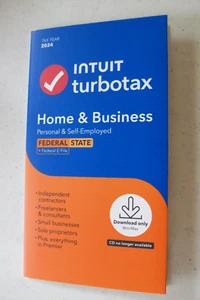 TAX YEAR
2024
INTUIT
turbotax
Home & Business
Personal & Self-Employed
FEDERAL STATE
+ Federal E-File
• Independent
contractors
• Freelancers
& consultants
• Small businesses
• Sole proprietors
• Plus, everything
in Premier
Download only
Win/Mac
CD no longer available